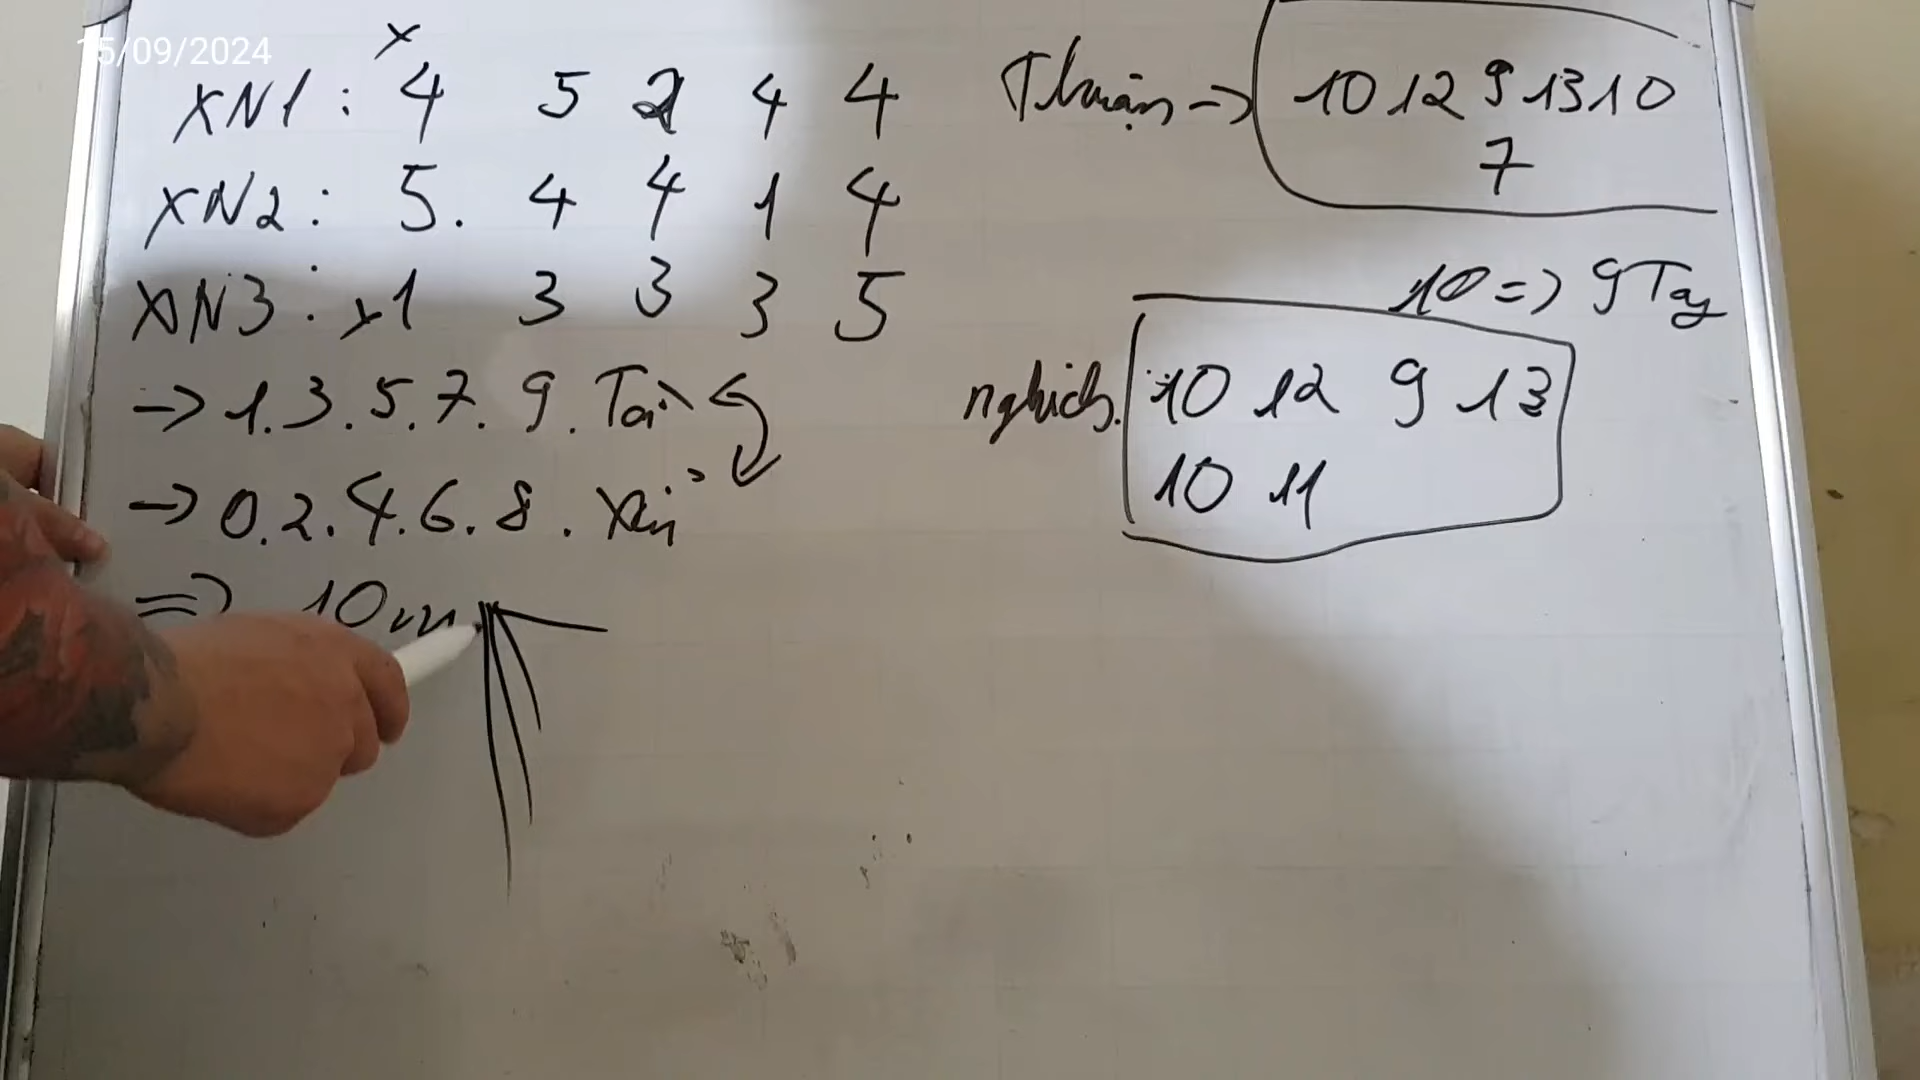 15/09/2024
x
XN1: 4 5 2 4 4
XN2: 5. 4 4 1 4
XN3: x1 3 3 3 5
-> 1.3.5.7.9. Tài
-> 0.2.4.6.8. Xỉu
=> 10m
Thuận -> 10 12 9 13 10
7
10 => 9 Tay
nghịch. 10 12 9 13
10 11